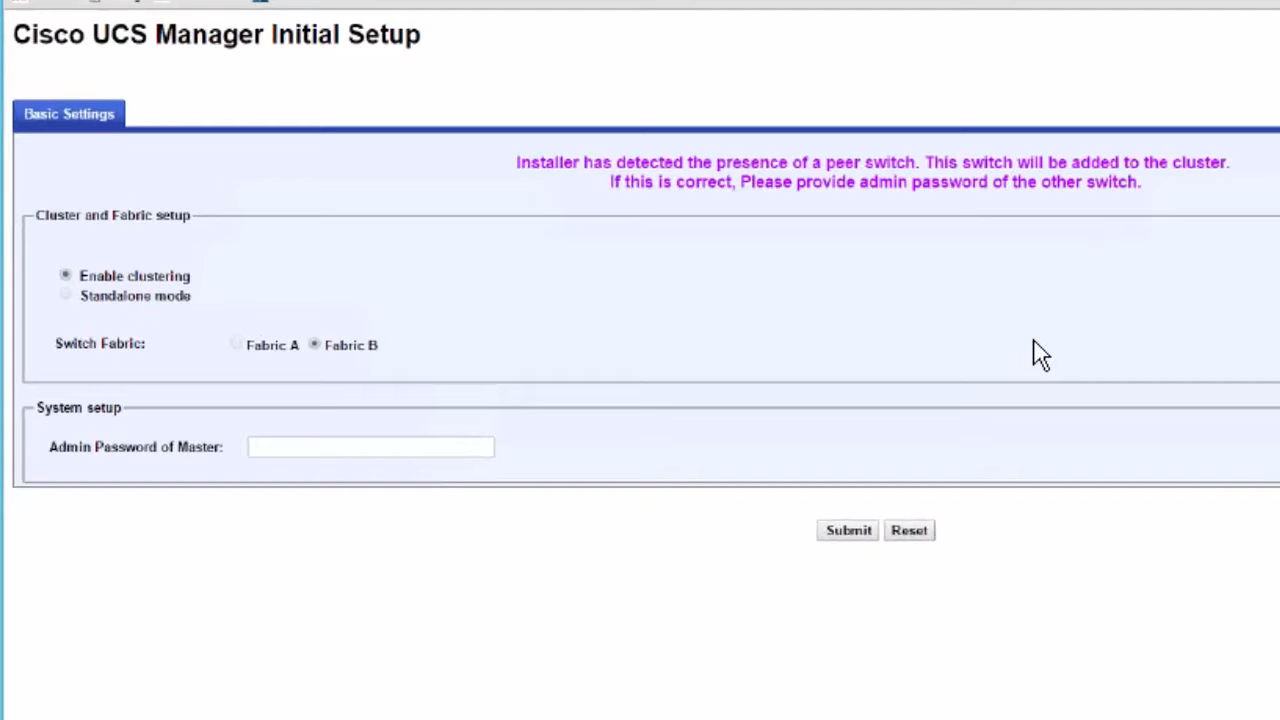 Cisco UCS Manager Initial Setup
Basic Settings
Installer has detected the presence of a peer switch. This switch will be added to the cluster.
If this is correct, Please provide admin password of the other switch.
Cluster and Fabric setup
Enable clustering
Standalone mode
Switch Fabric: Fabric A Fabric B
System setup
Admin Password of Master:
Submit Reset